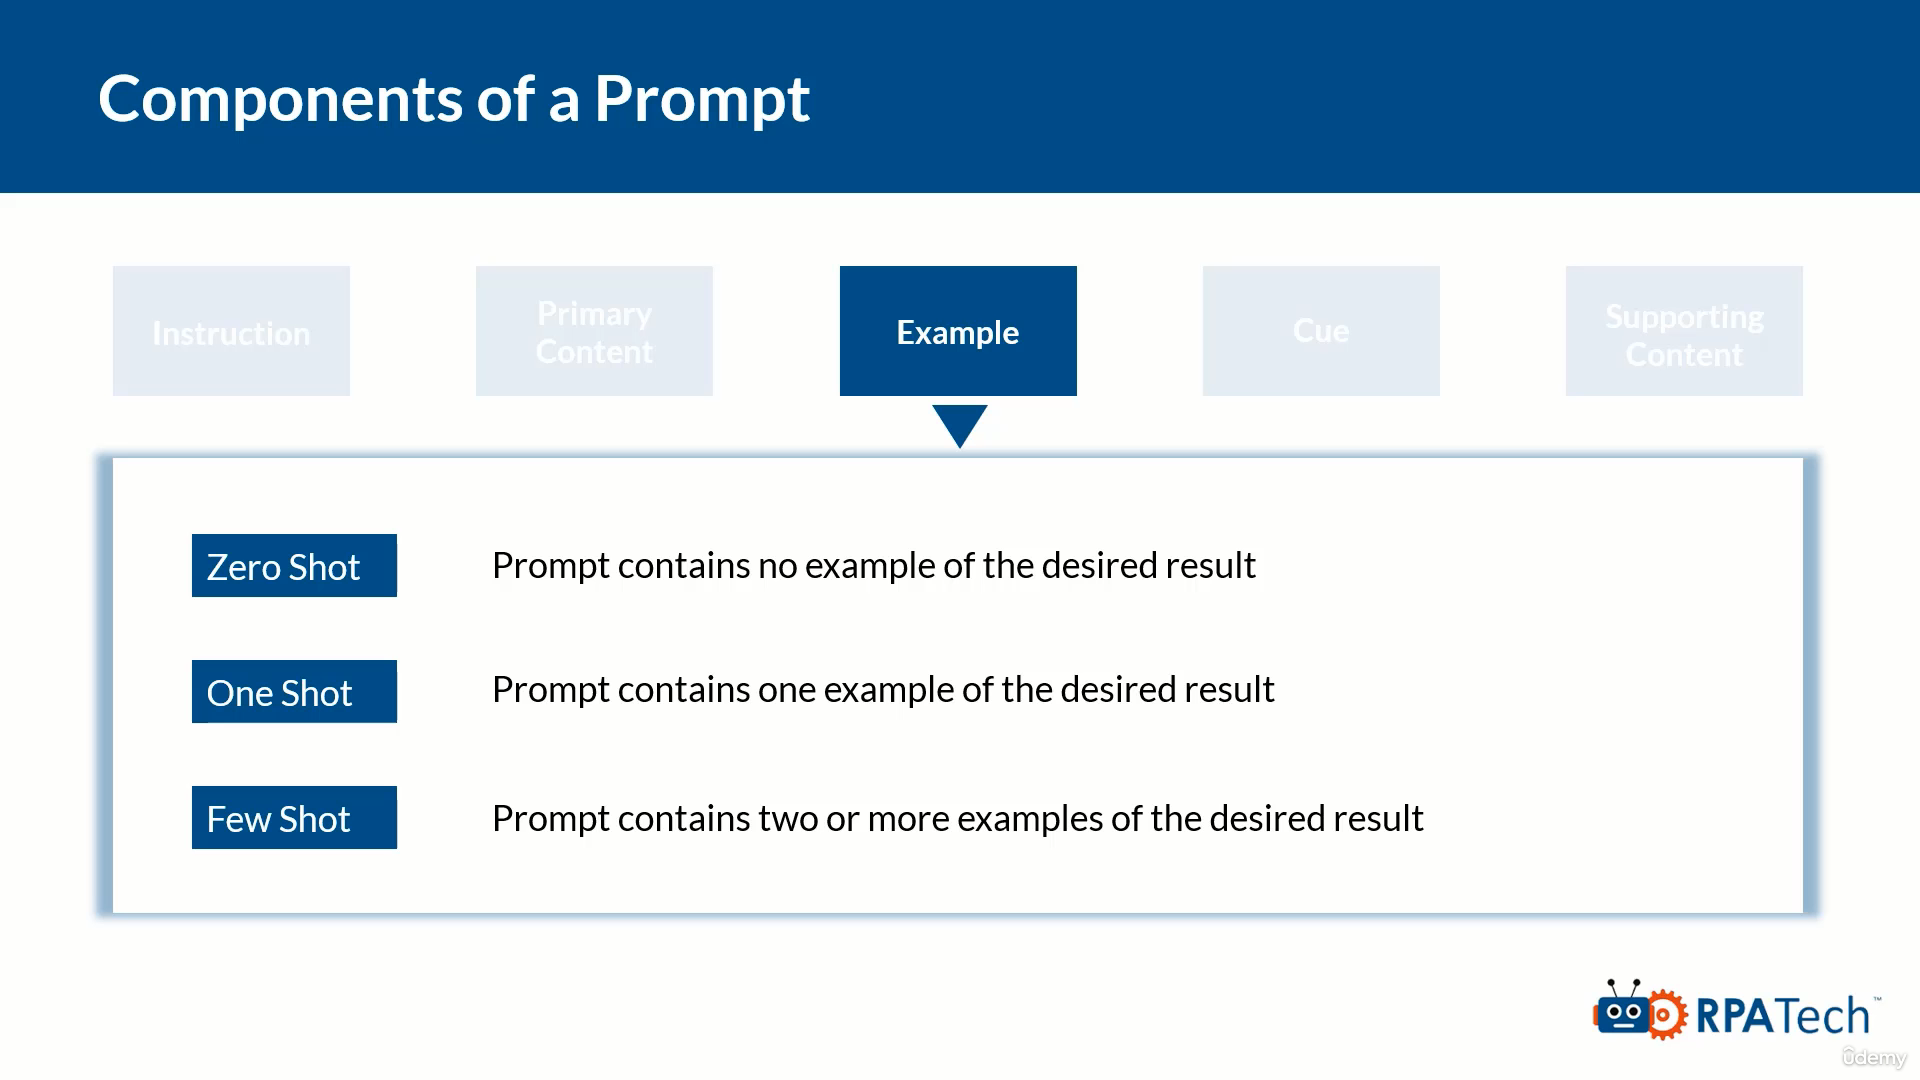 Components of a Prompt
Instruction
Primary
Content
Example
Cue
Supporting
Content
Zero Shot
Prompt contains no example of the desired result
One Shot
Prompt contains one example of the desired result
Few Shot
Prompt contains two or more examples of the desired result
RPATech™
ûdemy